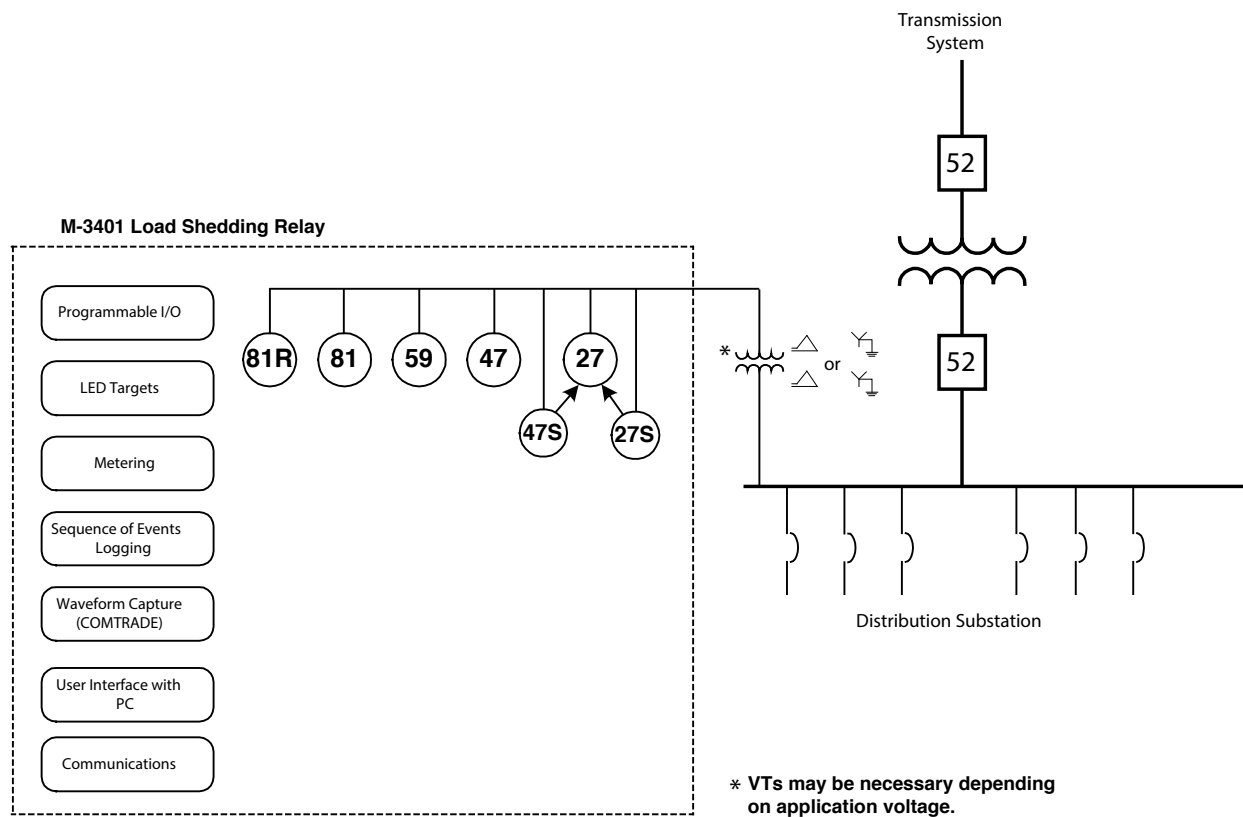 Transmission
System
52
M-3401 Load Shedding Relay
Programmable I/O
LED Targets
Metering
Sequence of Events
Logging
Waveform Capture
(COMTRADE)
User Interface with
PC
Communications
81R
81
59
47
27
47S
27S
*
or
52
Distribution Substation
* VTs may be necessary depending
on application voltage.